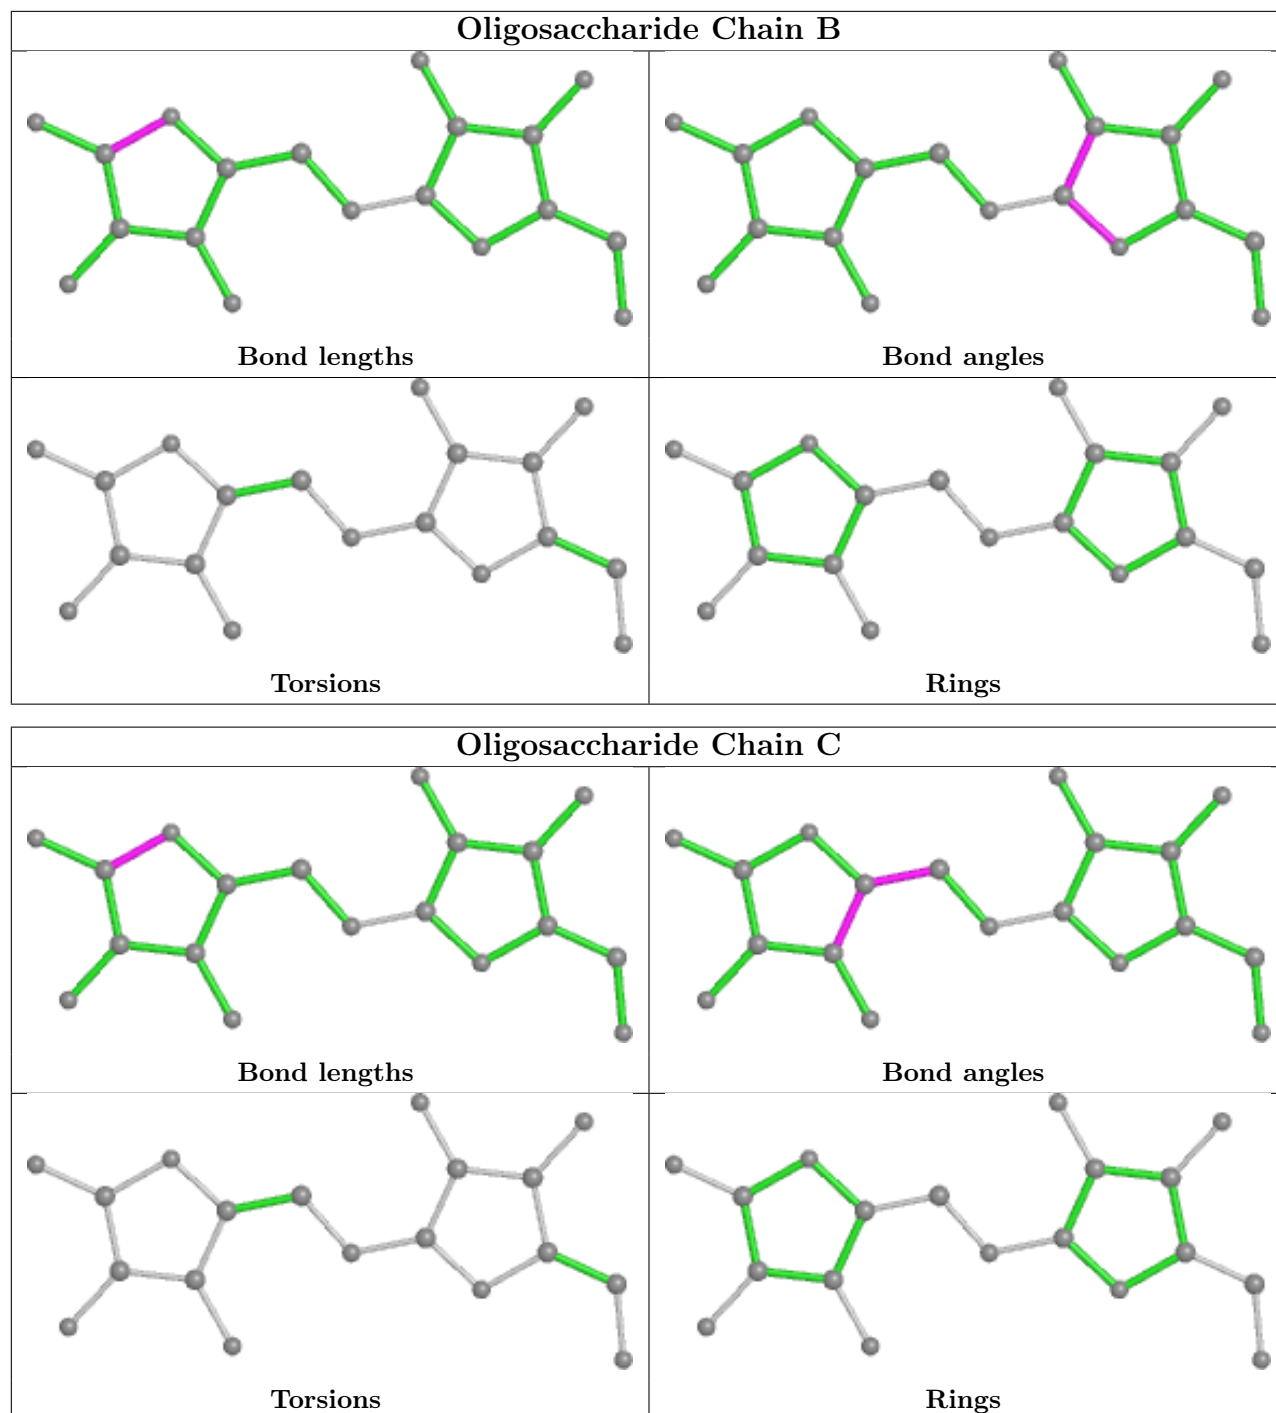 Oligosaccharide Chain B
Bond lengths
Bond angles
Torsions
Rings
Oligosaccharide Chain C
Bond lengths
Bond angles
Torsions
Rings